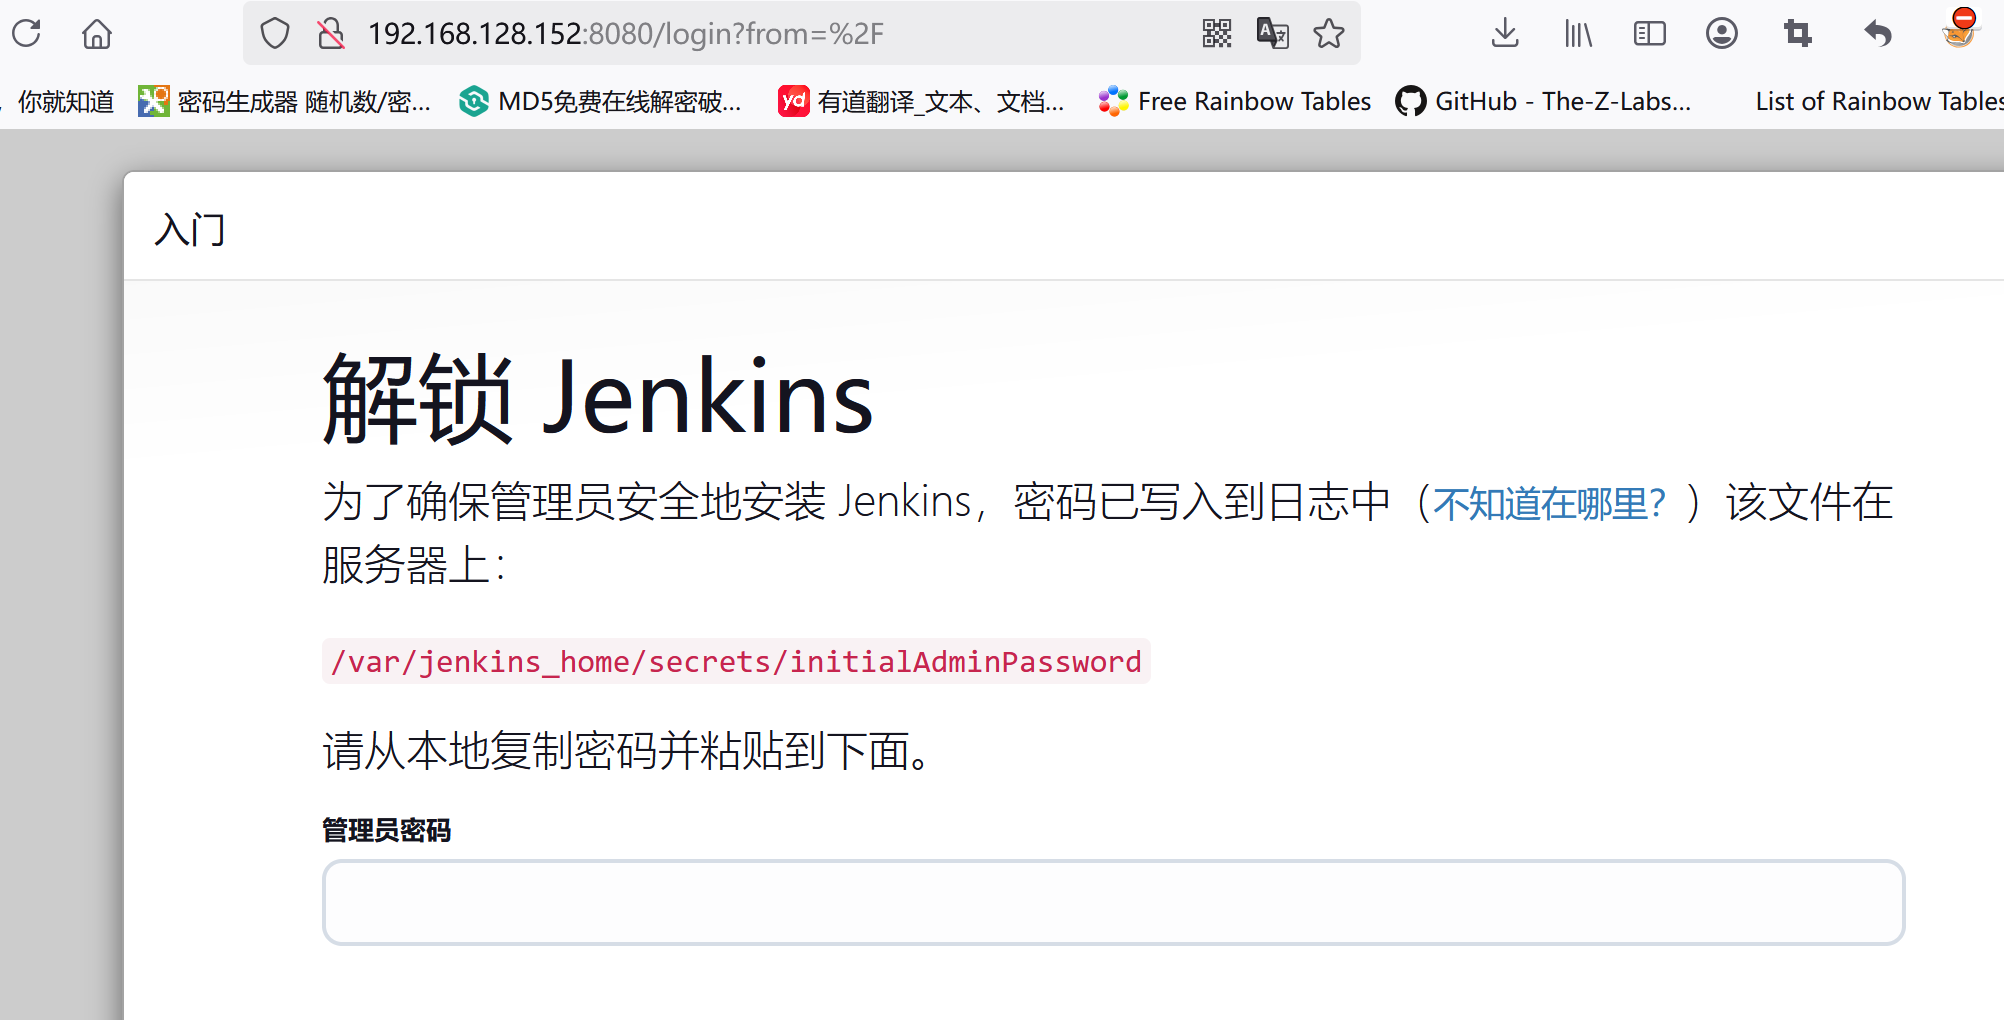 192.168.128.152:8080/login?from=%2F
你就知道 密码生成器 随机数/密... MD5免费在线解密破... 有道翻译_文本、文档... Free Rainbow Tables GitHub - The-Z-Labs... List of Rainbow Tables
入门
解锁 Jenkins
为了确保管理员安全地安装 Jenkins，密码已写入到日志中（不知道在哪里？）该文件在
服务器上：
/var/jenkins_home/secrets/initialAdminPassword
请从本地复制密码并粘贴到下面。
管理员密码